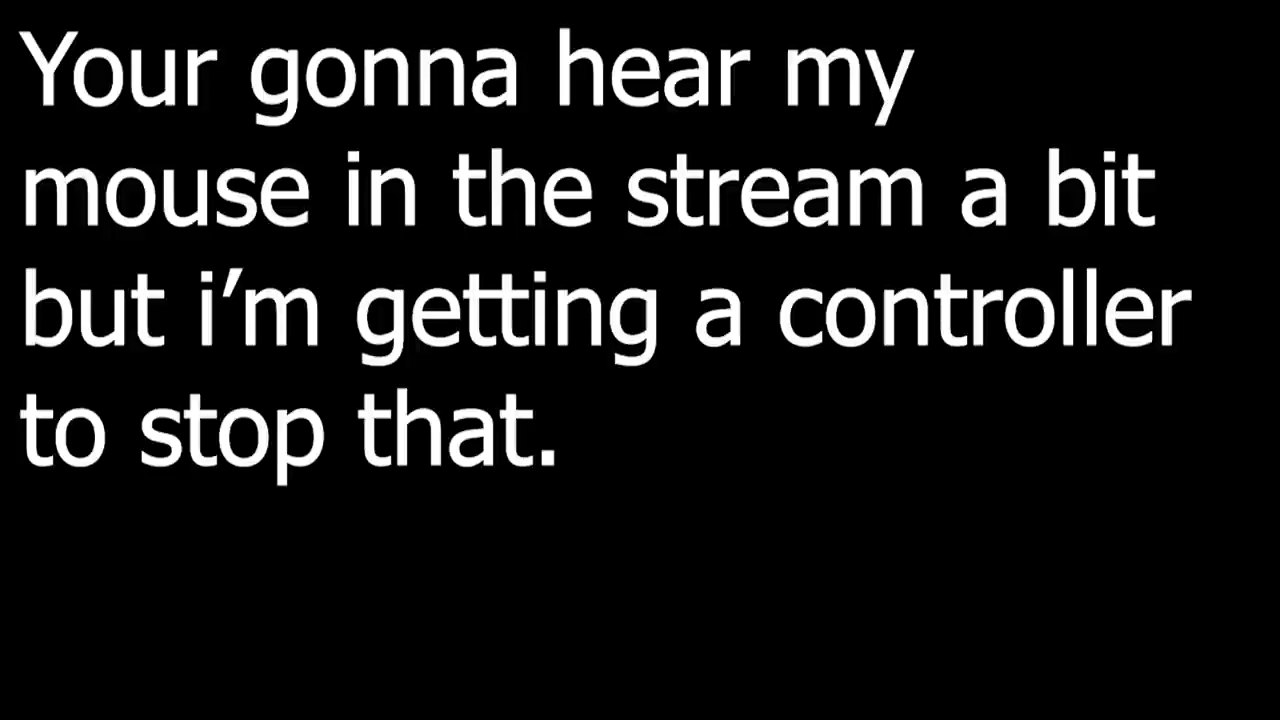 Your gonna hear my
mouse in the stream a bit
but i’m getting a controller
to stop that.